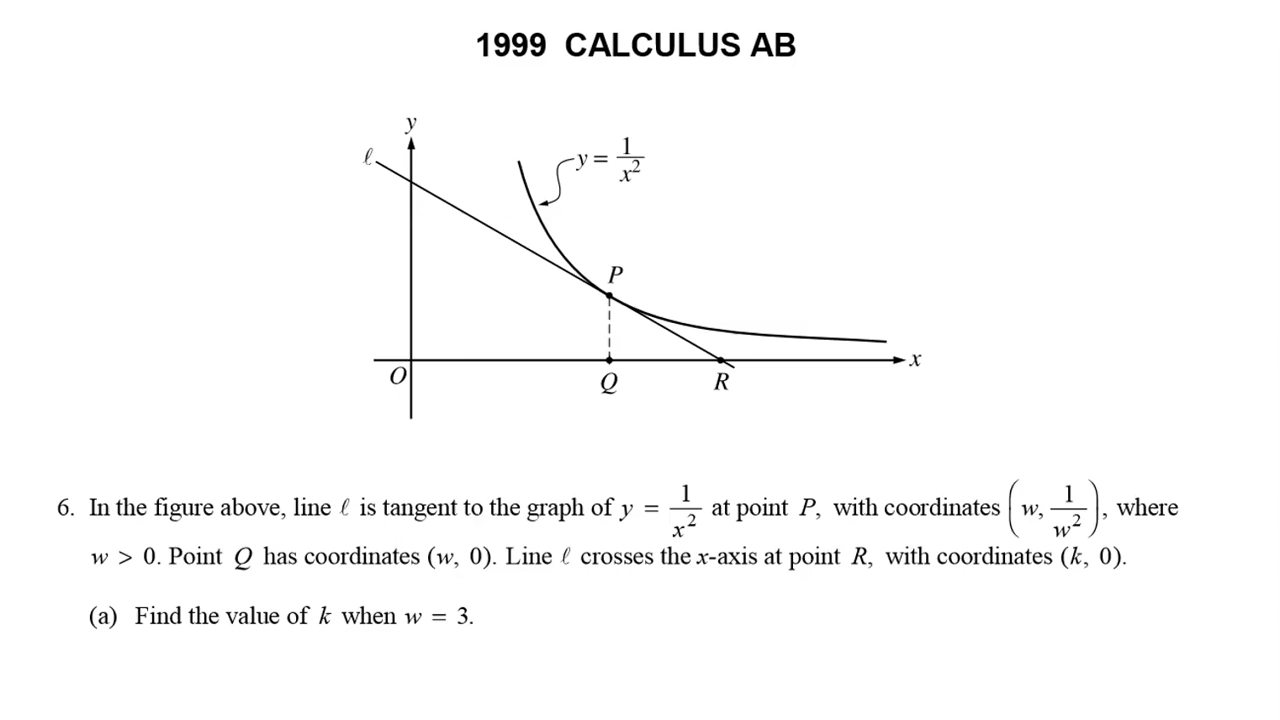 1999 CALCULUS AB
y
ℓ
y = 1/x²
P
O
Q
R
x
6. In the figure above, line ℓ is tangent to the graph of y = 1/x² at point P, with coordinates (w, 1/w²), where
w > 0. Point Q has coordinates (w, 0). Line ℓ crosses the x-axis at point R, with coordinates (k, 0).
(a) Find the value of k when w = 3.